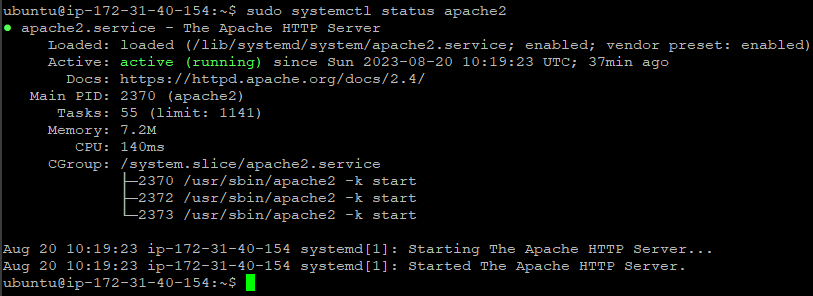 ubuntu@ip-172-31-40-154:~$ sudo systemctl status apache2
● apache2.service - The Apache HTTP Server
     Loaded: loaded (/lib/systemd/system/apache2.service; enabled; vendor preset: enabled)
     Active: active (running) since Sun 2023-08-20 10:19:23 UTC; 37min ago
       Docs: https://httpd.apache.org/docs/2.4/
   Main PID: 2370 (apache2)
      Tasks: 55 (limit: 1141)
     Memory: 7.2M
        CPU: 140ms
     CGroup: /system.slice/apache2.service
             ├─2370 /usr/sbin/apache2 -k start
             ├─2372 /usr/sbin/apache2 -k start
             └─2373 /usr/sbin/apache2 -k start

Aug 20 10:19:23 ip-172-31-40-154 systemd[1]: Starting The Apache HTTP Server...
Aug 20 10:19:23 ip-172-31-40-154 systemd[1]: Started The Apache HTTP Server.
ubuntu@ip-172-31-40-154:~$